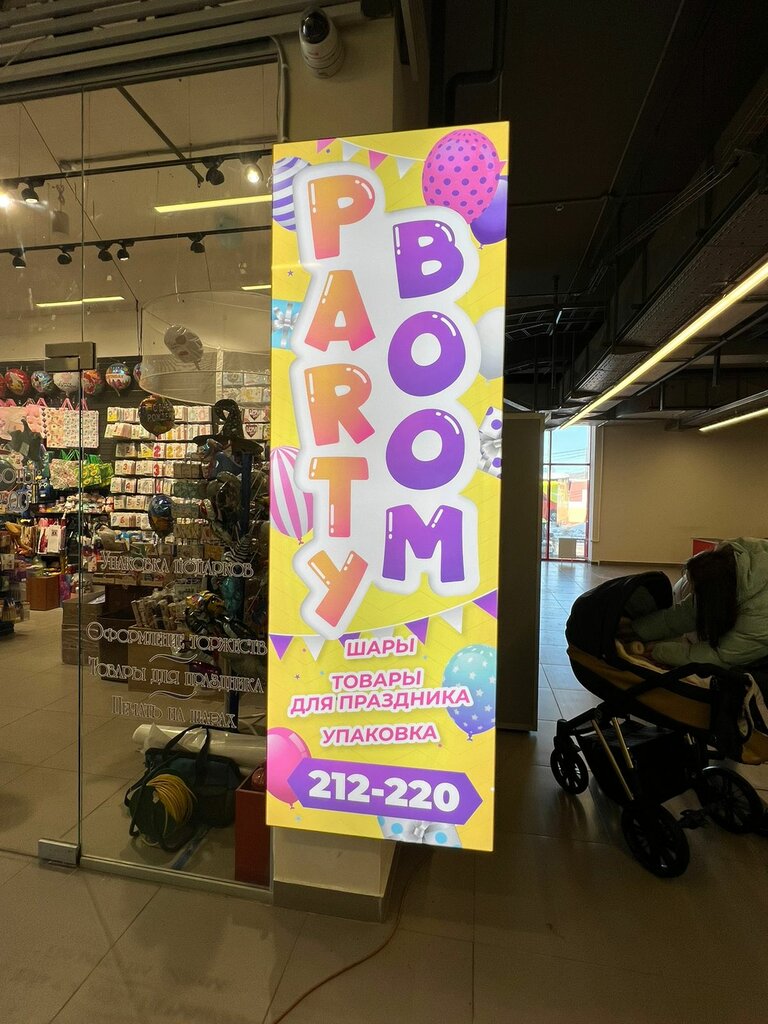 PARTY
BOOM
ШАРЫ
ТОВАРЫ
ДЛЯ ПРАЗДНИКА
УПАКОВКА
212-220
Упаковка подарков
Оформление торжеств
Товары для праздника
Печать на шарах